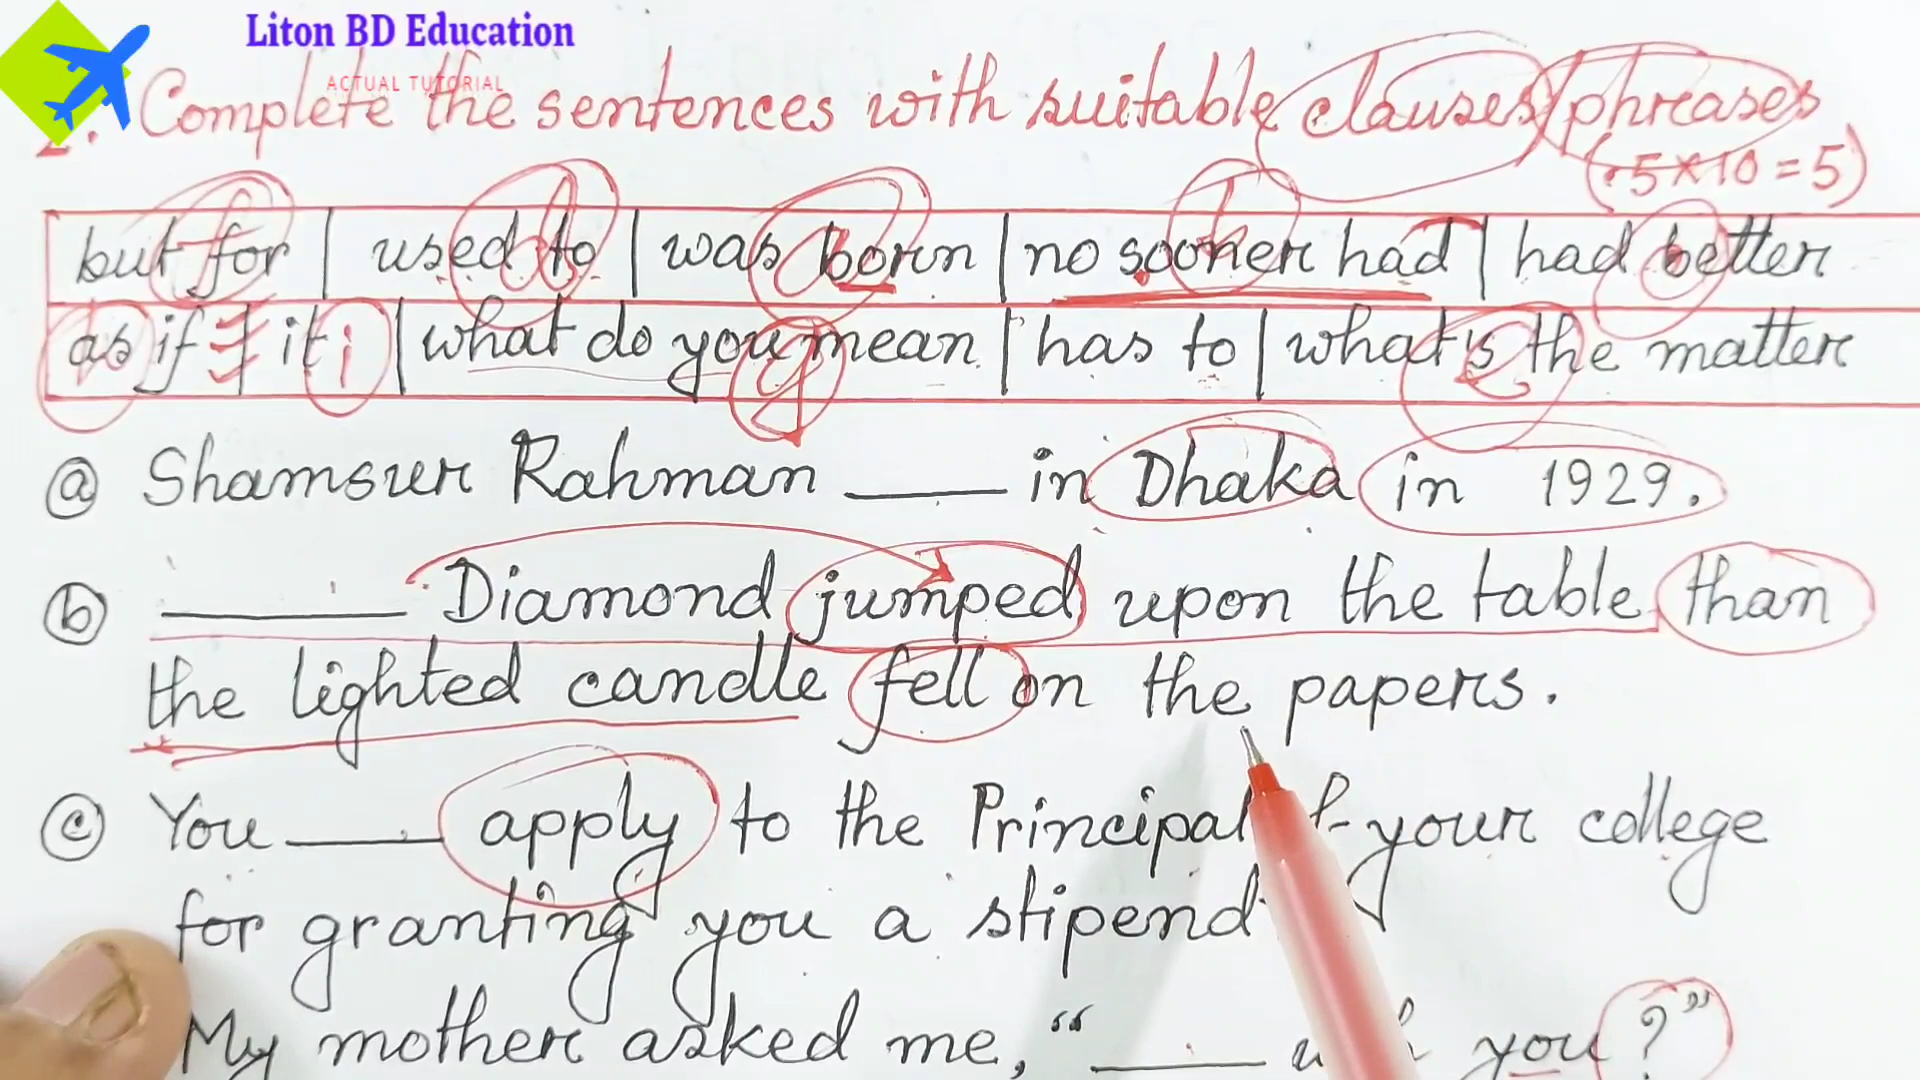 Liton BD Education
ACTUAL TUTORIAL
Complete the sentences with suitable clauses/phrases
(.5×10=5)
but for | used to | was born | no sooner had | had better
as if | it | what do you mean | has to | what's the matter
(a) Shamsur Rahman ____ in Dhaka in 1929.
(b) ____ Diamond jumped upon the table than
the lighted candle fell on the papers.
(c) You ____ apply to the Principal your college
for granting you a stipend
My mother asked me, “____ you?”